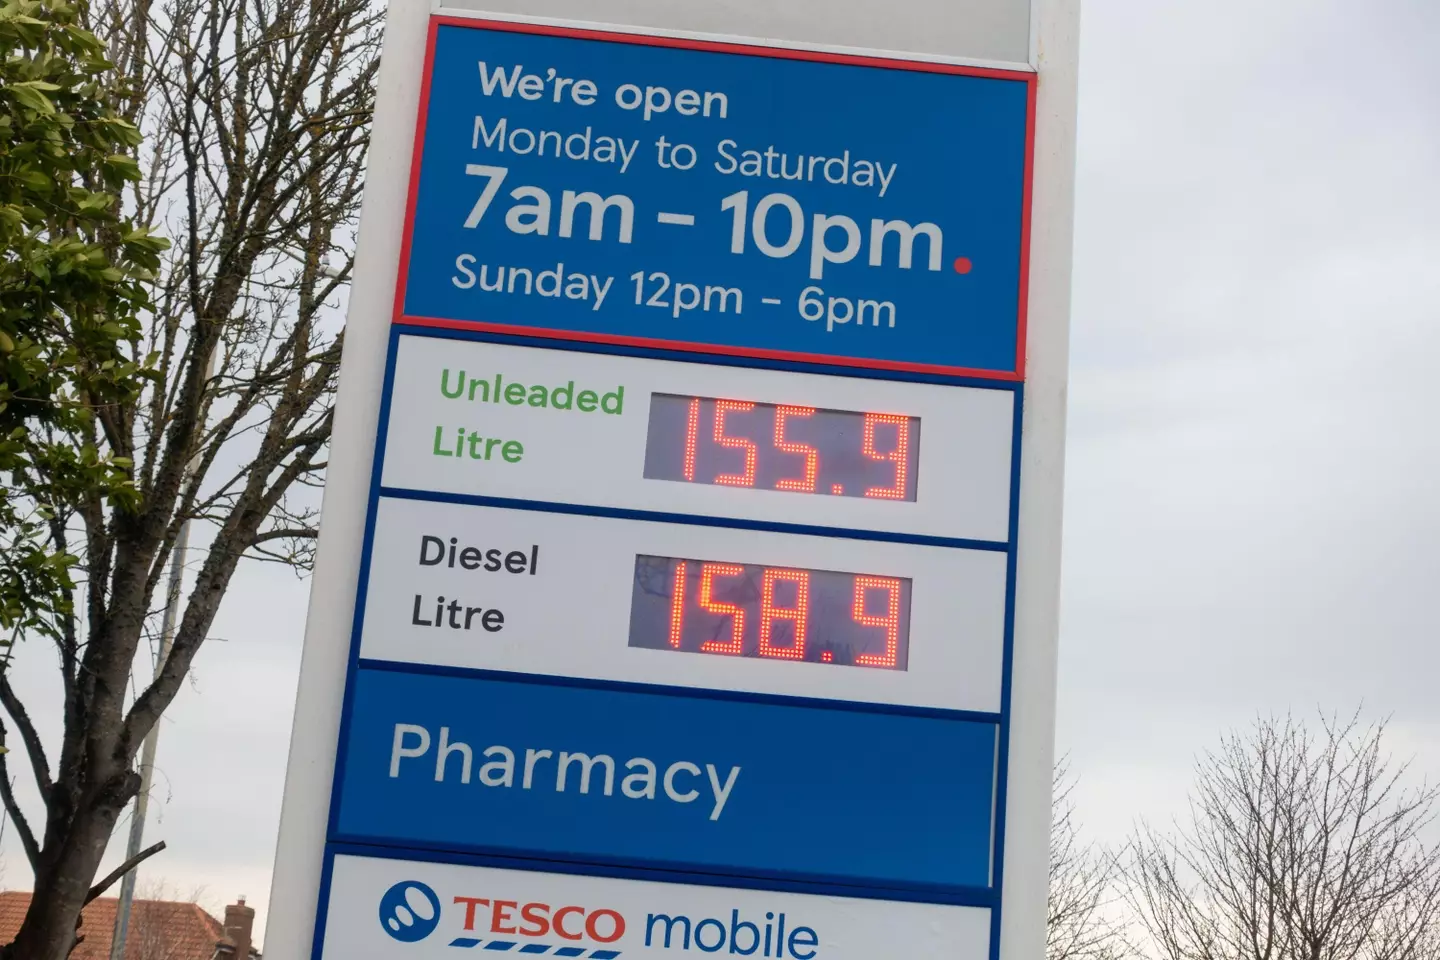 We're open
Monday to Saturday
7am – 10pm.
Sunday 12pm – 6pm
Unleaded
Litre
155.9
Diesel
Litre
158.9
Pharmacy
TESCO mobile